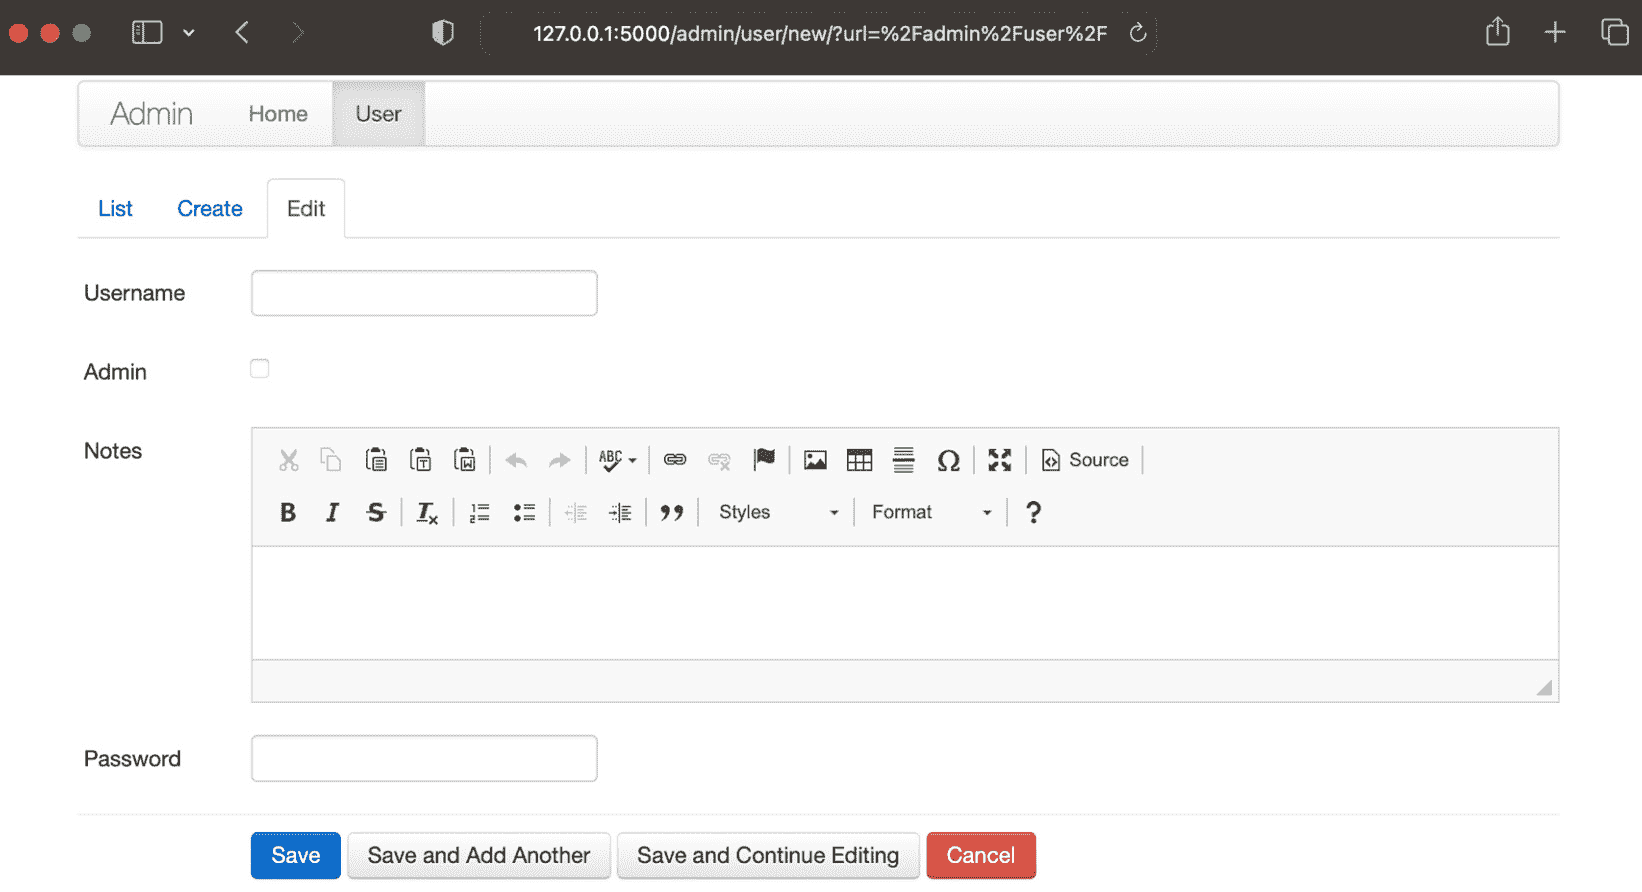 127.0.0.1:5000/admin/user/new/?url=%2Fadmin%2Fuser%2F
Admin Home User
List Create Edit
Username
Admin
Notes
ABC Ω Source
B I S Tx Styles Format ?
Password
Save Save and Add Another Save and Continue Editing Cancel